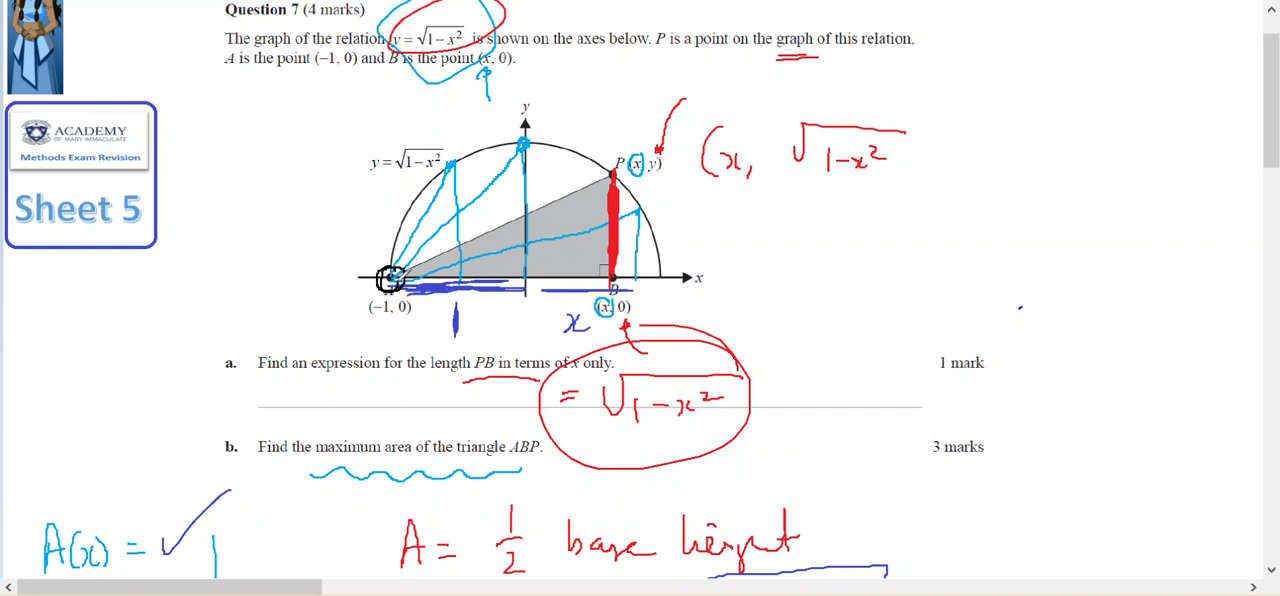 Question 7 (4 marks)
The graph of the relation y = √1 − x² is shown on the axes below. P is a point on the graph of this relation,
A is the point (−1, 0) and B is the point (x, 0).
ACADEMY
OF MARY IMMACULATE
Methods Exam Revision
Sheet 5
y
y = √1 − x²
P(x, y)
(x, √1−x²
x
B
(−1, 0)
(x, 0)
1
x
a. Find an expression for the length PB in terms of x only. 1 mark
= √1−x²
b. Find the maximum area of the triangle ABP. 3 marks
A(x) = √1
A = 1/2 base height